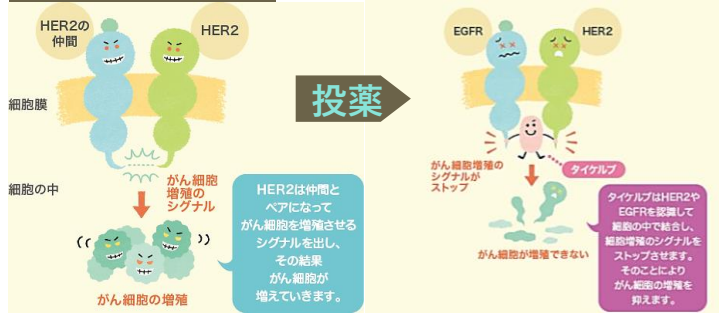 HER2の
仲間
HER2
細胞膜
細胞の中
がん細胞
増殖の
シグナル
がん細胞の増殖
HER2は仲間と
ペアになって
がん細胞を増殖させる
シグナルを出し、
その結果
がん細胞が
増えていきます。
投薬
EGFR
HER2
がん細胞増殖の
シグナルが
ストップ
タイケルブ
がん細胞が増殖できない
タイケルブはHER2や
EGFRを認識して
細胞の中で結合し、
細胞増殖のシグナルを
ストップさせます。
そのことにより
がん細胞の増殖を
抑えます。